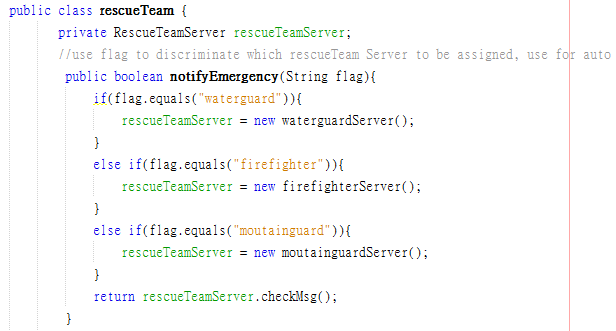 public class rescueTeam {
private RescueTeamServer rescueTeamServer;
//use flag to discriminate which rescueTeam Server to be assigned, use for auto
public boolean notifyEmergency(String flag){
if(flag.equals("waterguard")){
rescueTeamServer = new waterguardServer();
}
else if(flag.equals("firefighter")){
rescueTeamServer = new firefighterServer();
}
else if(flag.equals("moutainguard")){
rescueTeamServer = new moutainguardServer();
}
return rescueTeamServer.checkMsg();
}